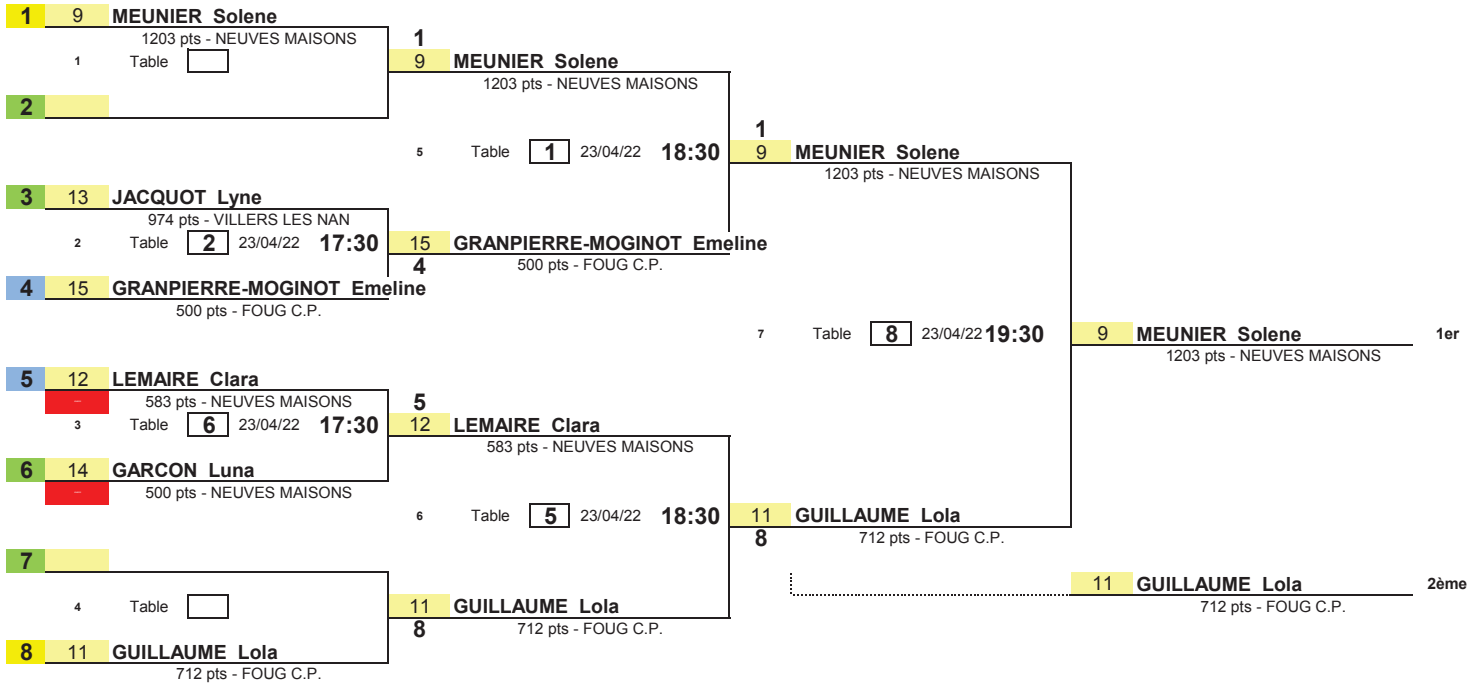 1 9 MEUNIER Solene
1203 pts - NEUVES MAISONS 1
1 Table 9 MEUNIER Solene
1203 pts - NEUVES MAISONS
2
1
5 Table 1 23/04/22 18:30 9 MEUNIER Solene
1203 pts - NEUVES MAISONS
3 13 JACQUOT Lyne
974 pts - VILLERS LES NAN
2 Table 2 23/04/22 17:30 15 GRANPIERRE-MOGINOT Emeline
4 500 pts - FOUG C.P.
4 15 GRANPIERRE-MOGINOT Emeline
500 pts - FOUG C.P.
7 Table 8 23/04/22 19:30 9 MEUNIER Solene 1er
1203 pts - NEUVES MAISONS
5 12 LEMAIRE Clara
– 583 pts - NEUVES MAISONS 5
3 Table 6 23/04/22 17:30 12 LEMAIRE Clara
583 pts - NEUVES MAISONS
6 14 GARCON Luna
– 500 pts - NEUVES MAISONS
6 Table 5 23/04/22 18:30 11 GUILLAUME Lola
8 712 pts - FOUG C.P.
7
11 GUILLAUME Lola 2ème
712 pts - FOUG C.P.
4 Table 11 GUILLAUME Lola
8 712 pts - FOUG C.P.
8 11 GUILLAUME Lola
712 pts - FOUG C.P.